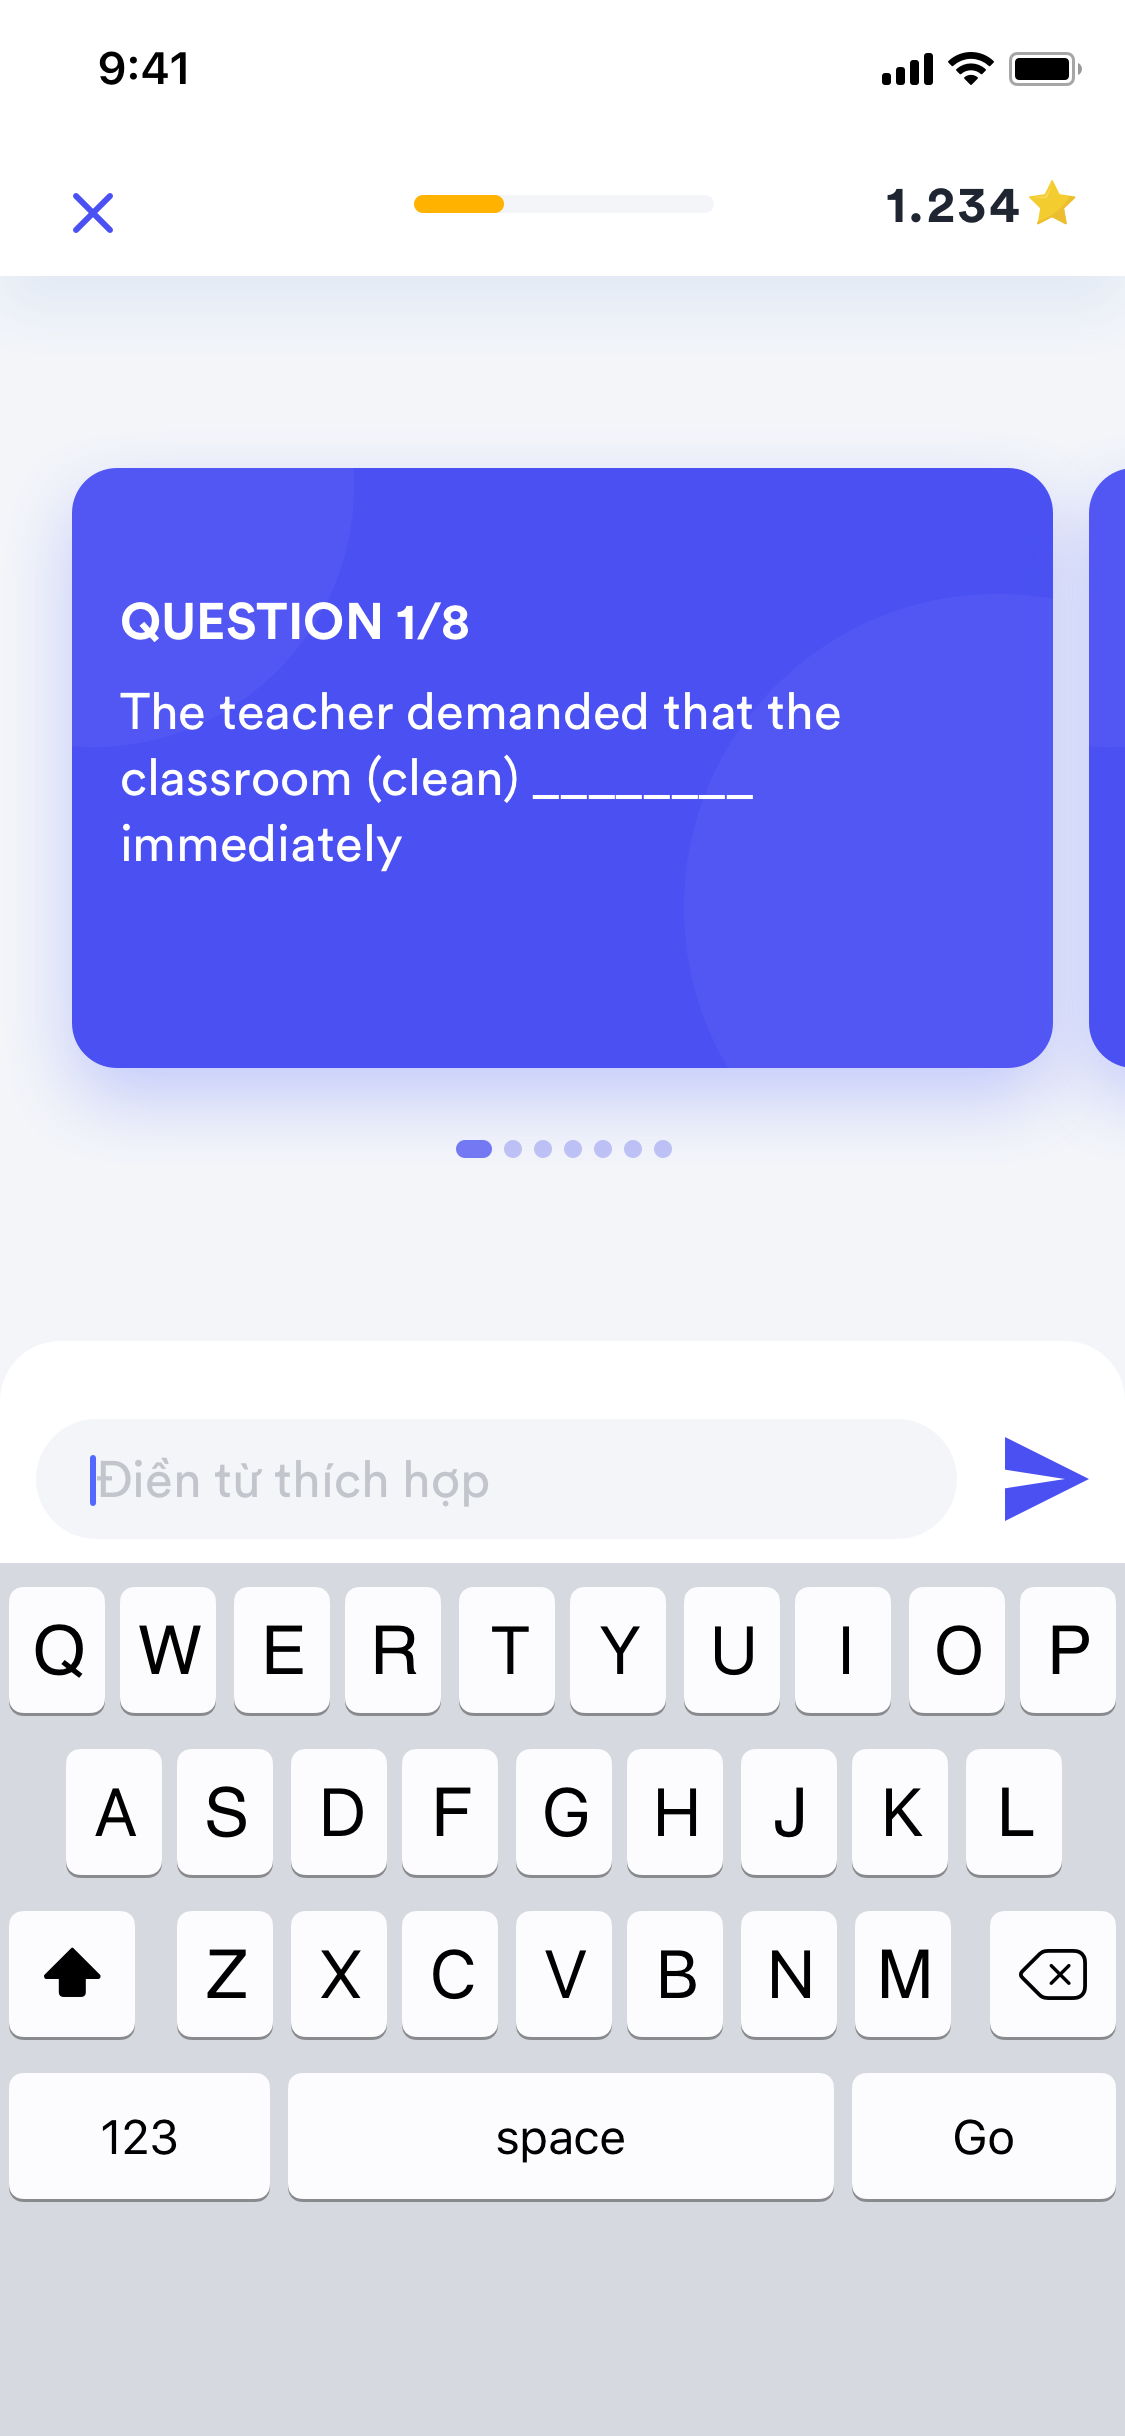 9:41
1.234
QUESTION 1/8
The teacher demanded that the
classroom (clean) ________
immediately
Điền từ thích hợp
Q W E R T Y U I O P
A S D F G H J K L
Z X C V B N M
123 space Go